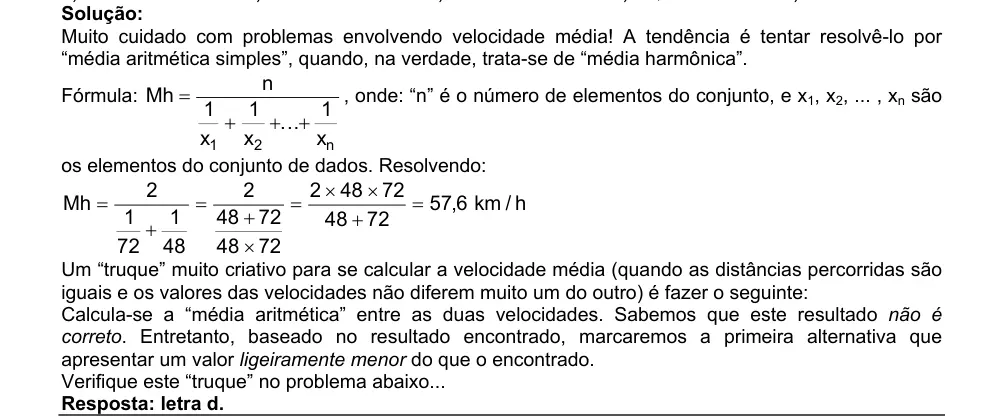 Solução:
Muito cuidado com problemas envolvendo velocidade média! A tendência é tentar resolvê-lo por
“média aritmética simples”, quando, na verdade, trata-se de “média harmônica”.
Fórmula: Mh = n / (1/x₁ + 1/x₂ +...+ 1/xₙ) , onde: “n” é o número de elementos do conjunto, e x₁, x₂, ... , xₙ são
os elementos do conjunto de dados. Resolvendo:
Mh = 2 / (1/72 + 1/48) = 2 / ((48 + 72)/(48 × 72)) = (2 × 48 × 72)/(48 + 72) = 57,6 km / h
Um “truque” muito criativo para se calcular a velocidade média (quando as distâncias percorridas são
iguais e os valores das velocidades não diferem muito um do outro) é fazer o seguinte:
Calcula-se a “média aritmética” entre as duas velocidades. Sabemos que este resultado não é
correto. Entretanto, baseado no resultado encontrado, marcaremos a primeira alternativa que
apresentar um valor ligeiramente menor do que o encontrado.
Verifique este “truque” no problema abaixo...
Resposta: letra d.